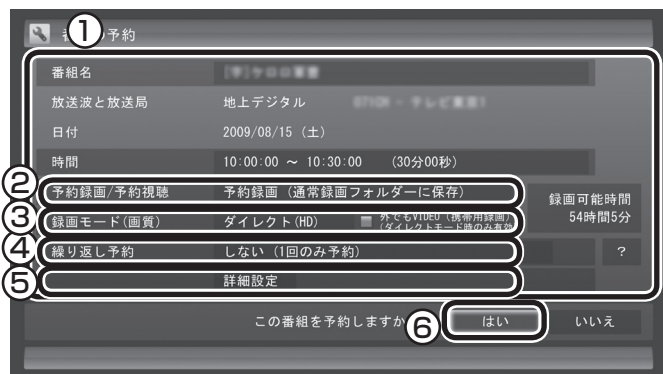 ①
の予約
番組名
放送波と放送局 地上デジタル
日付 2009/08/15 (土)
時間 10:00:00 ～ 10:30:00 (30分00秒)
② 予約録画/予約視聴 予約録画 (通常録画フォルダーに保存)
③ 録画モード(画質) ダイレクト(HD) 外でもVIDEO (携帯用録画)
(ダイレクトモード時のみ有効
録画可能時間
54時間5分
④ 繰り返し予約 しない (1回のみ予約) ?
⑤ 詳細設定
この番組を予約しますか ⑥ はい いいえ